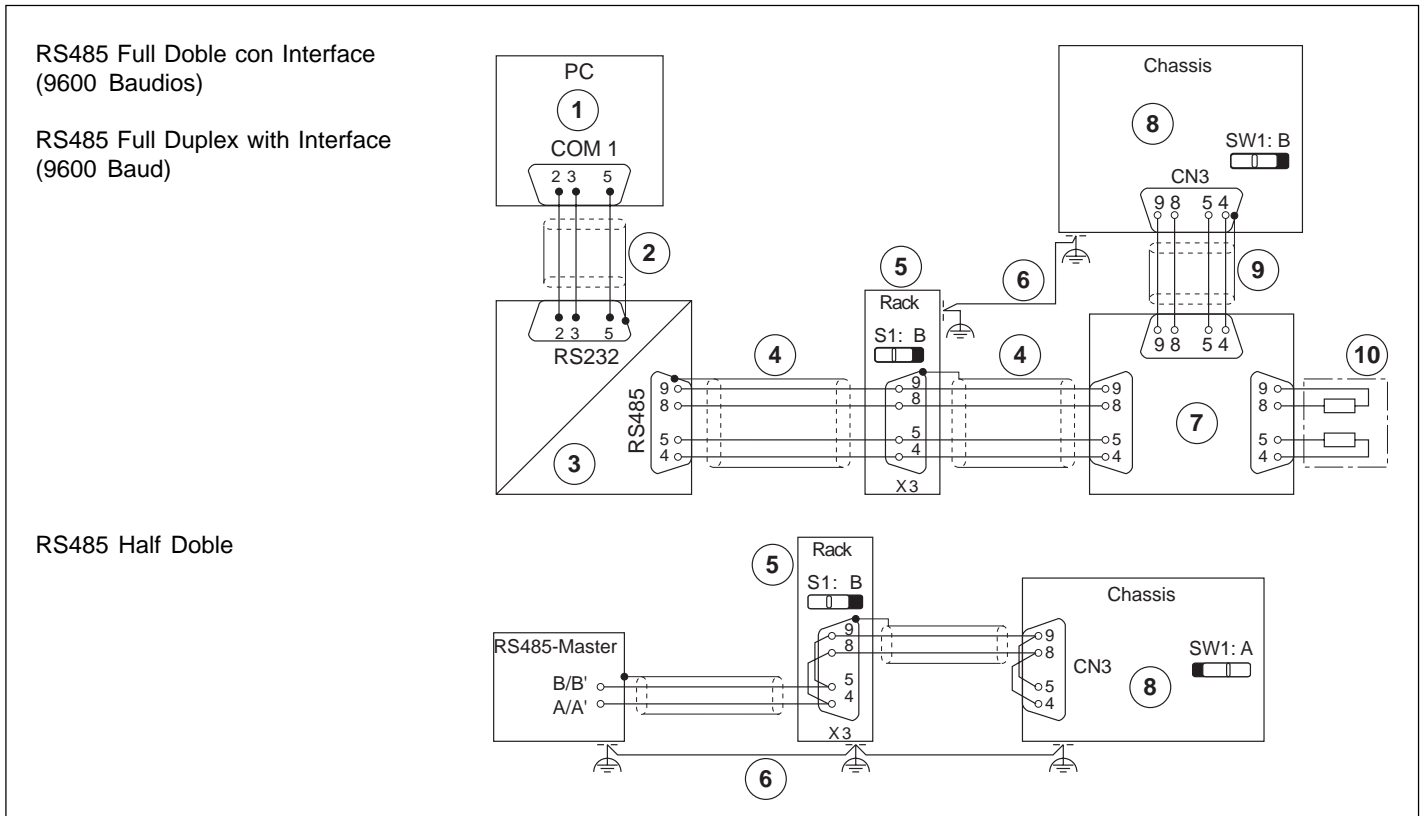 RS485 Full Doble con Interface
(9600 Baudios)
RS485 Full Duplex with Interface
(9600 Baud)
PC
1
COM 1
2 3 5
2
2 3 5
RS232
3
RS485
9
8
5
4
4
5
Rack
S1: B
9
8
5
4
X3
6
4
Chassis
8
SW1: B
CN3
9 8 5 4
9
9 8 5 4
9
8
5
4
7
9
8
5
4
10
RS485 Half Doble
RS485-Master
B/B'
A/A'
5
Rack
S1: B
9
8
5
4
X3
6
Chassis
9
8
5
4
CN3
8
SW1: A